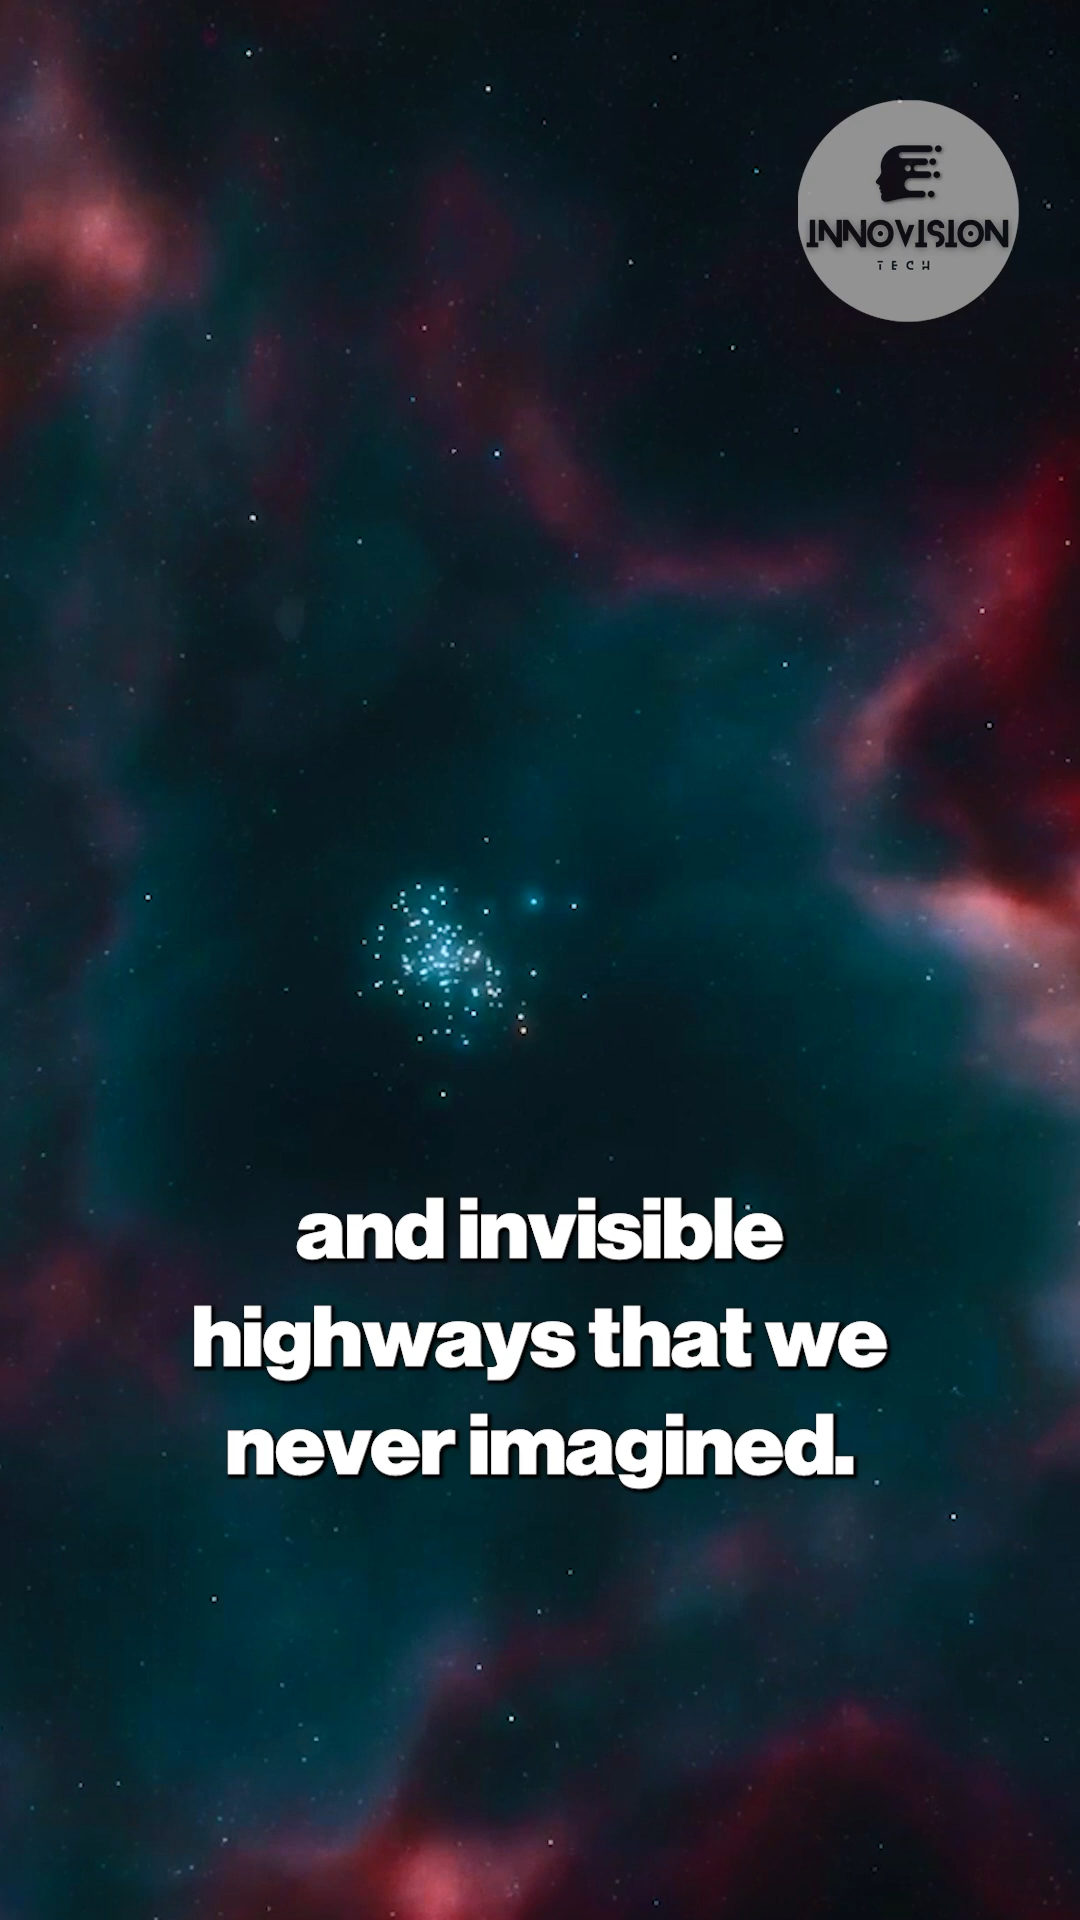 INNOVISION
TECH
and invisible
highways that we
never imagined.